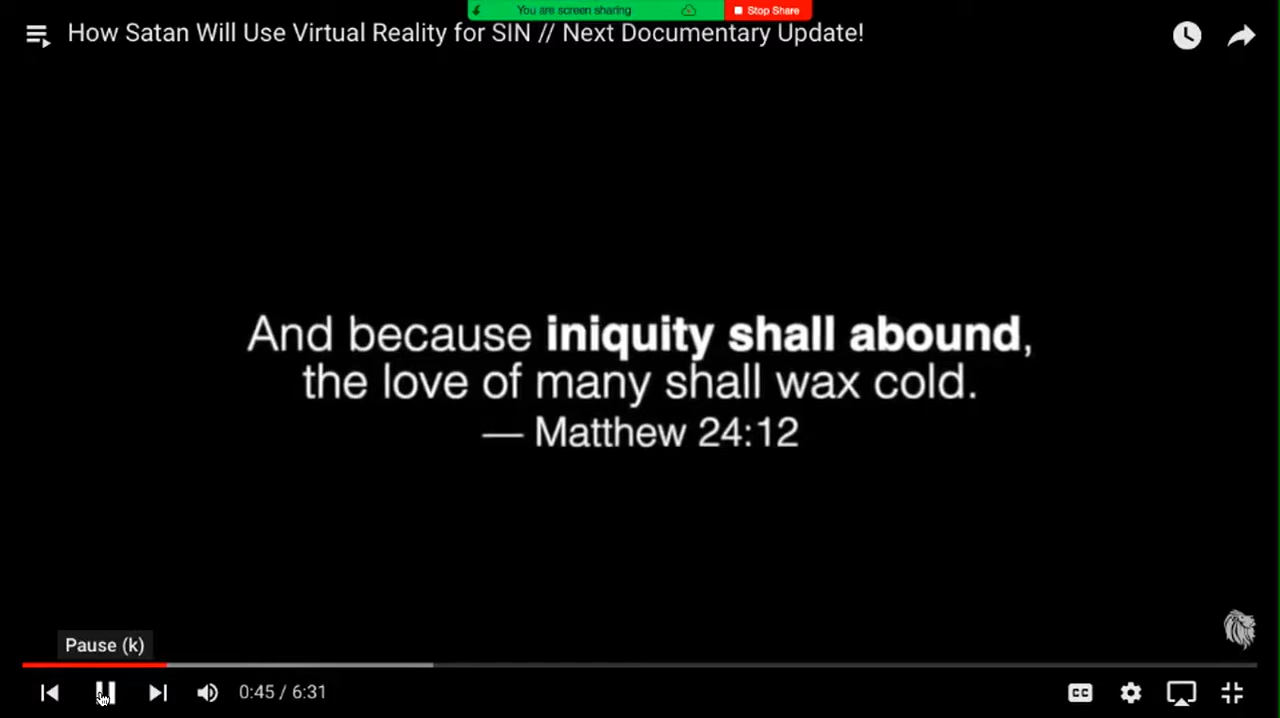 You are screen sharing
Stop Share
How Satan Will Use Virtual Reality for SIN // Next Documentary Update!
And because iniquity shall abound,
the love of many shall wax cold.
— Matthew 24:12
Pause (k)
0:45 / 6:31
CC